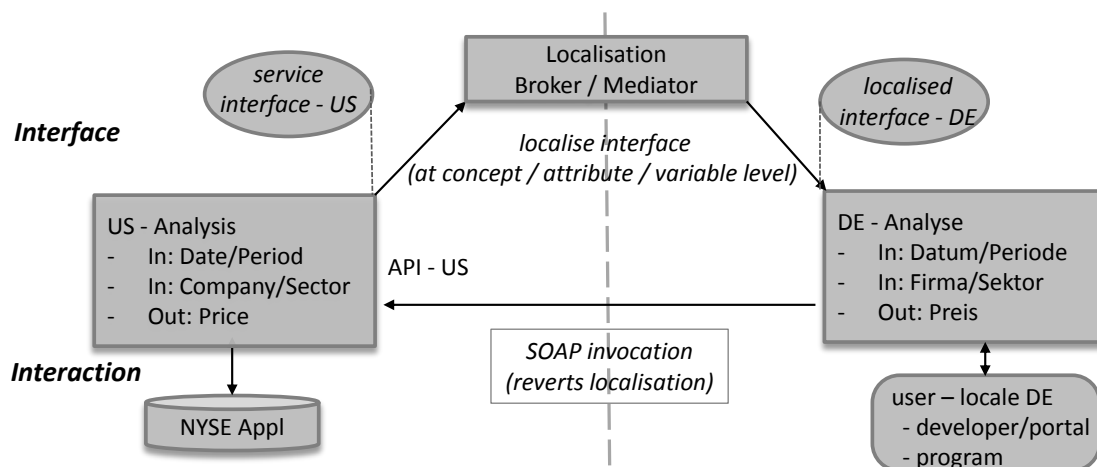 Localisation
Broker / Mediator
service
interface - US
localised
interface - DE
Interface
localise interface
(at concept / attribute / variable level)
US - Analysis
- In: Date/Period
- In: Company/Sector
- Out: Price
API - US
DE - Analyse
- In: Datum/Periode
- In: Firma/Sektor
- Out: Preis
SOAP invocation
(reverts localisation)
Interaction
NYSE Appl
user – locale DE
- developer/portal
- program